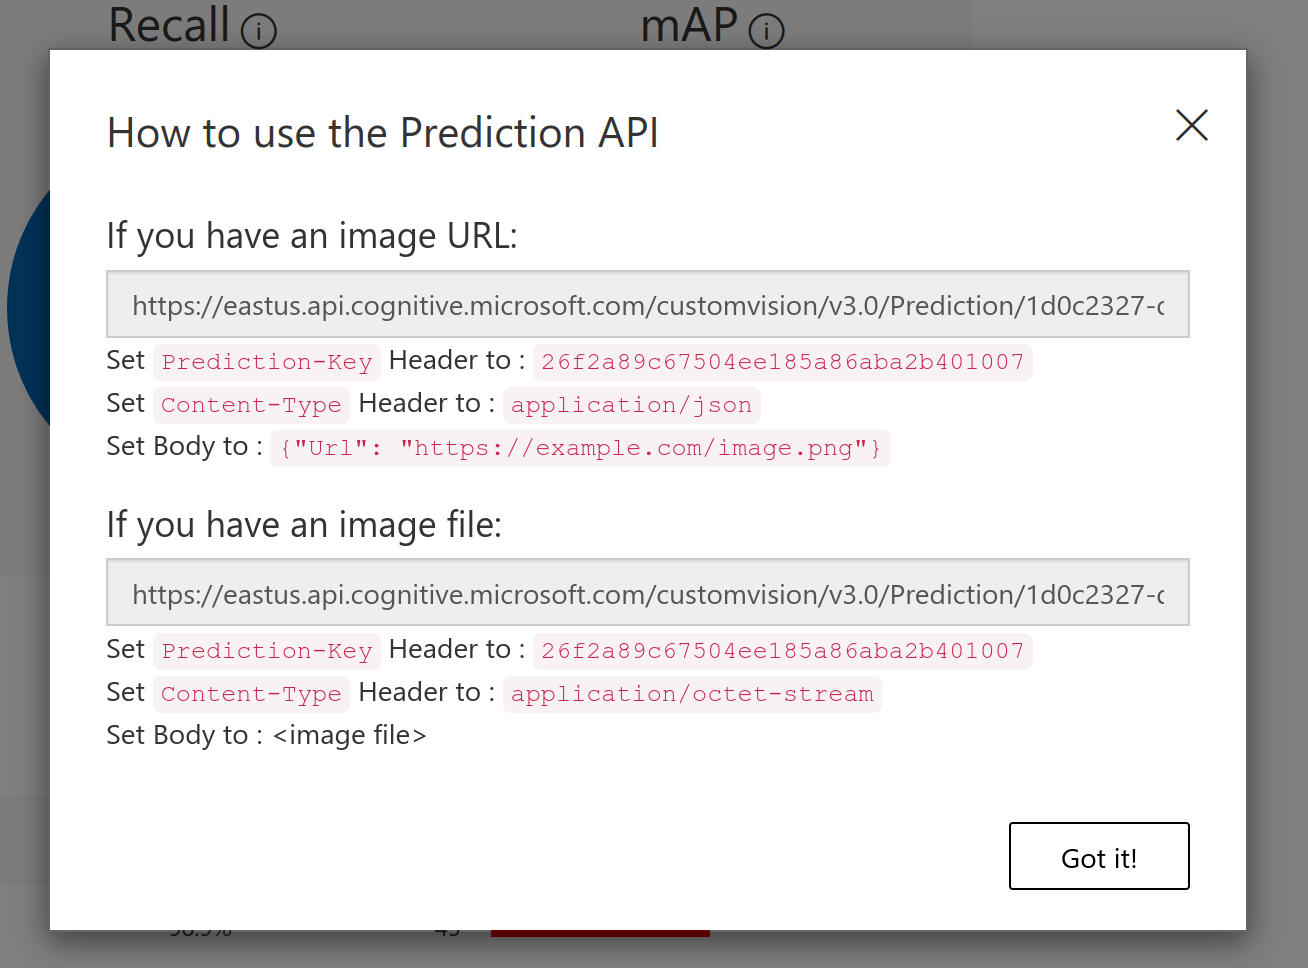 Recall
mAP
How to use the Prediction API
If you have an image URL:
https://eastus.api.cognitive.microsoft.com/customvision/v3.0/Prediction/1d0c2327-
Set Prediction-Key Header to : 26f2a89c67504ee185a86aba2b401007
Set Content-Type Header to : application/json
Set Body to : {"Url": "https://example.com/image.png"}
If you have an image file:
https://eastus.api.cognitive.microsoft.com/customvision/v3.0/Prediction/1d0c2327-
Set Prediction-Key Header to : 26f2a89c67504ee185a86aba2b401007
Set Content-Type Header to : application/octet-stream
Set Body to : <image file>
Got it!